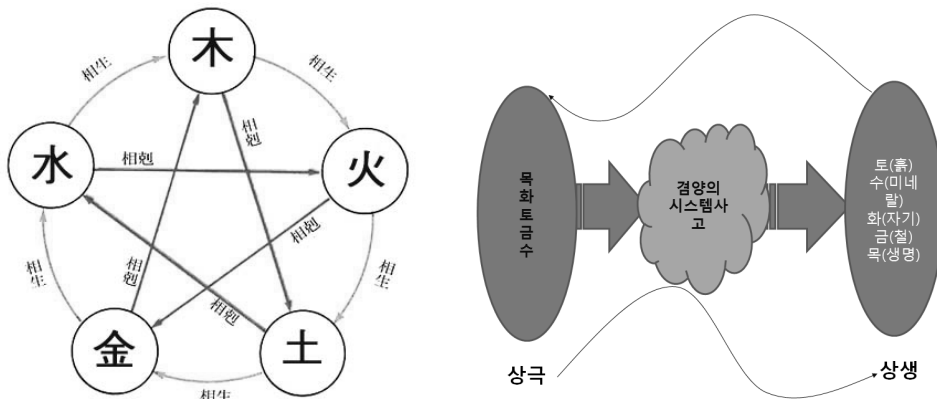 木
相生
相生
相剋
水
相剋
火
相剋
相生
相剋
相剋
相生
金
土
相生
목
화
토
금
수
겸양의
시스템사
고
토(흙)
수(미네
랄)
화(자기)
금(철)
목(생명)
상극
상생